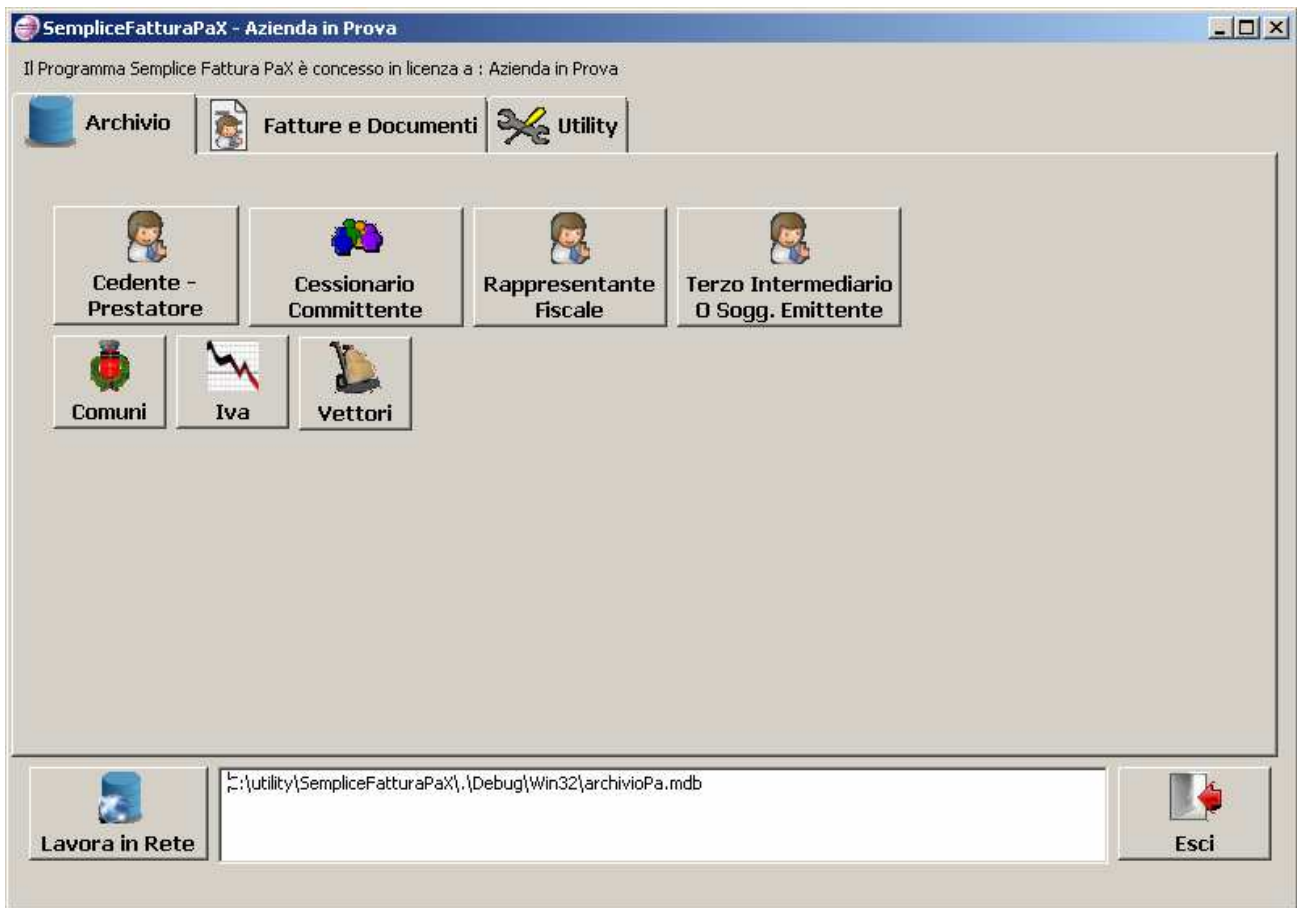 SempliceFatturaPaX - Azienda in Prova
Il Programma Semplice Fattura PaX è concesso in licenza a : Azienda in Prova
Archivio
Fatture e Documenti
Utility
Cedente -
Prestatore
Cessionario
Committente
Rappresentante
Fiscale
Terzo Intermediario
O Sogg. Emittente
Comuni
Iva
Vettori
Lavora in Rete
:\utility\SempliceFatturaPaX\.\Debug\Win32\archivioPa.mdb
Esci